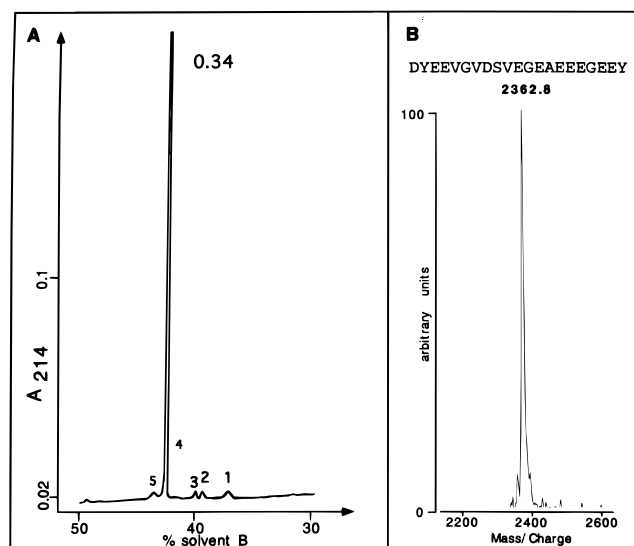 A
0.34
0.1
A 214
0.02
5
4
3
2
1
50
40
30
% solvent B
B
DYEEVGVDSVEGEAEEEGEEY
2362.8
100
arbitrary units
0
2200
2400
2600
Mass/Charge